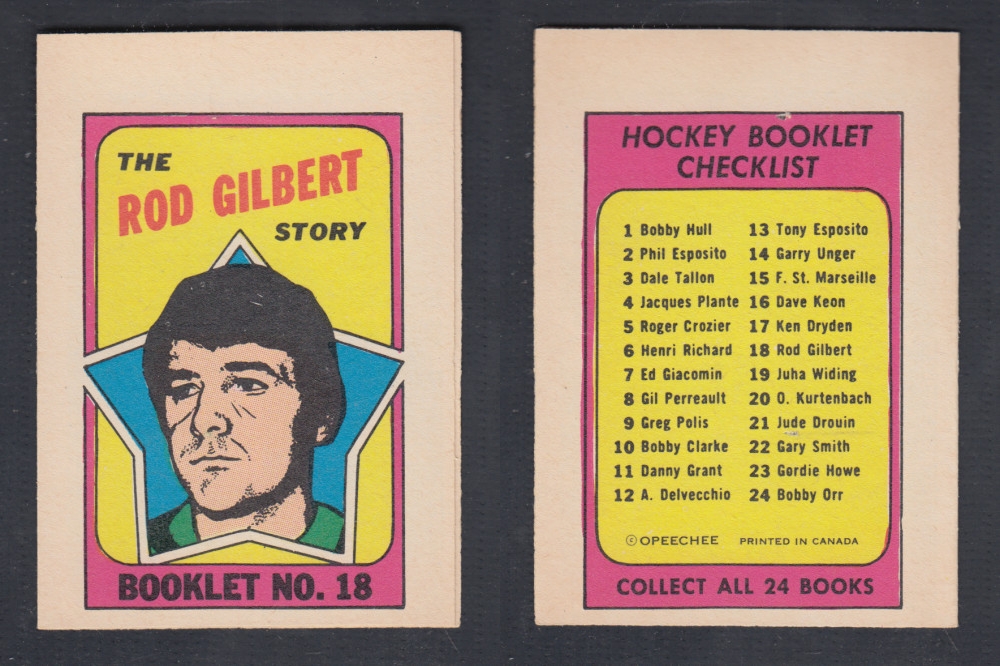 THE
ROD GILBERT
STORY
BOOKLET NO. 18
HOCKEY BOOKLET
CHECKLIST
1 Bobby Hull
2 Phil Esposito
3 Dale Tallon
4 Jacques Plante
5 Roger Crozier
6 Henri Richard
7 Ed Giacomin
8 Gil Perreault
9 Greg Polis
10 Bobby Clarke
11 Danny Grant
12 A. Delvecchio
13 Tony Esposito
14 Garry Unger
15 F. St. Marseille
16 Dave Keon
17 Ken Dryden
18 Rod Gilbert
19 Juha Widing
20 O. Kurtenbach
21 Jude Drouin
22 Gary Smith
23 Gordie Howe
24 Bobby Orr
© OPEECHEE PRINTED IN CANADA
COLLECT ALL 24 BOOKS